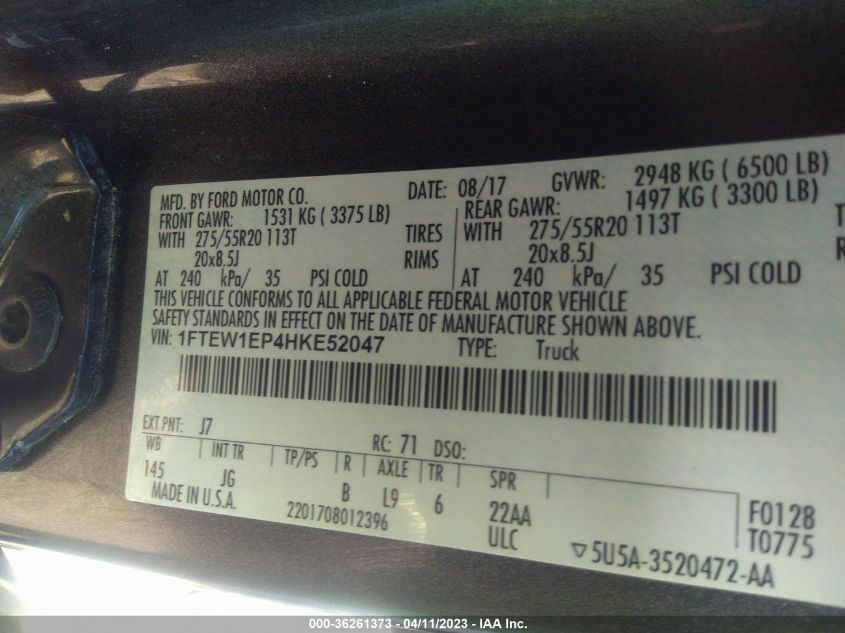 MFD. BY FORD MOTOR CO. DATE: 08/17 GVWR: 2948 KG ( 6500 LB)
FRONT GAWR: 1531 KG ( 3375 LB) REAR GAWR: 1497 KG ( 3300 LB)
WITH 275/55R20 113T TIRES WITH 275/55R20 113T
20x8.5J RIMS 20x8.5J
AT 240 kPa/ 35 PSI COLD AT 240 kPa/ 35 PSI COLD
THIS VEHICLE CONFORMS TO ALL APPLICABLE FEDERAL MOTOR VEHICLE
SAFETY STANDARDS IN EFFECT ON THE DATE OF MANUFACTURE SHOWN ABOVE.
VIN: 1FTEW1EP4HKE52047 TYPE: Truck
EXT PNT: J7 RC: 71 DSO:
WB INT TR TP/PS R AXLE TR SPR
145 JG B L9 6 22AA F0128
MADE IN U.S.A. 2201708012396 ULC T0775
▽5U5A-3520472-AA
000-36261373 - 04/11/2023 - IAA Inc.